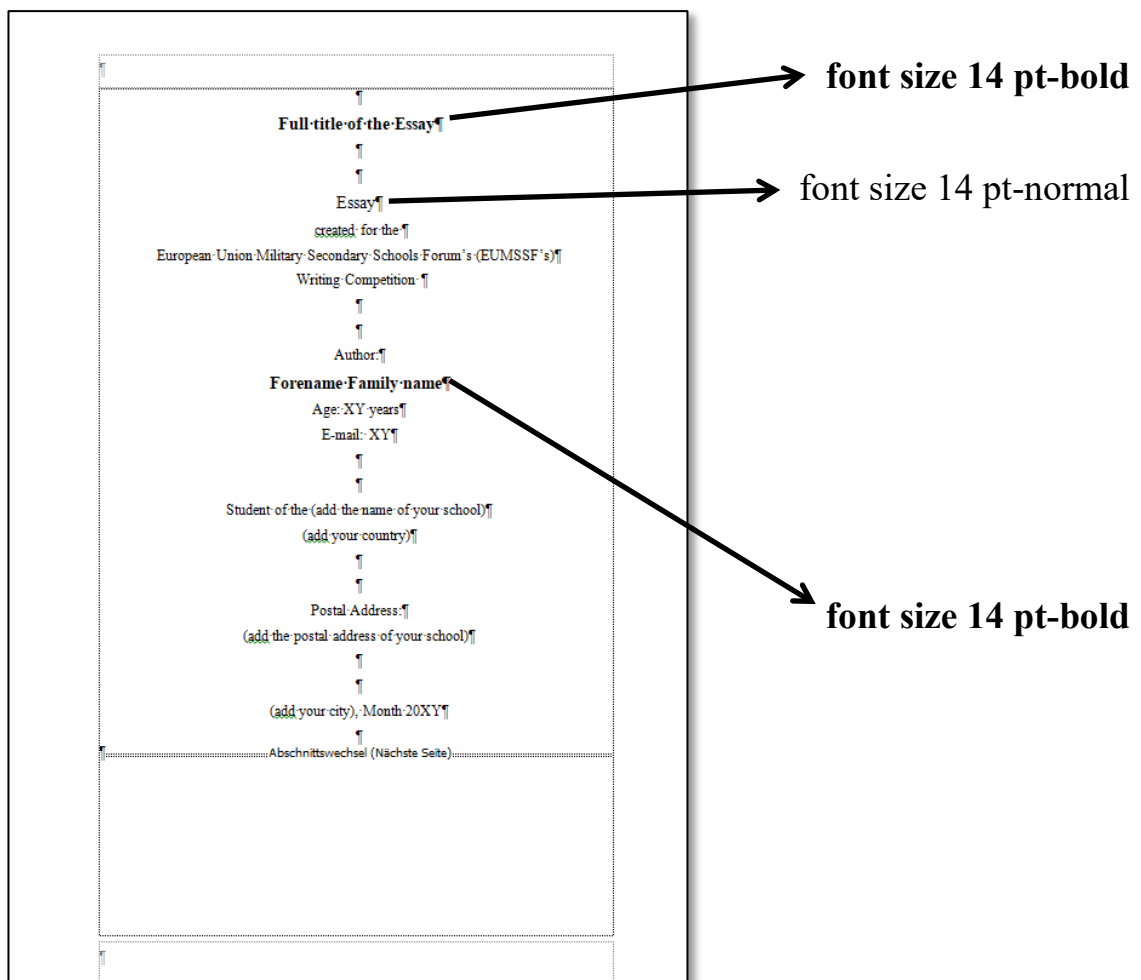 ¶
¶
Full·title·of·the·Essay¶
¶
¶
Essay¶
created·for·the·¶
European·Union·Military·Secondary·Schools·Forum's·(EUMSSF's)¶
Writing·Competition·¶
¶
¶
Author:¶
Forename·Family·name¶
Age:·XY·years¶
E-mail:·XY¶
¶
¶
Student·of·the·(add·the·name·of·your·school)¶
(add·your·country)¶
¶
¶
Postal·Address:¶
(add·the·postal·address·of·your·school)¶
¶
¶
(add·your·city),·Month·20XY¶
¶
¶Abschnittswechsel (Nächste Seite)
¶
font size 14 pt-bold
font size 14 pt-normal
font size 14 pt-bold